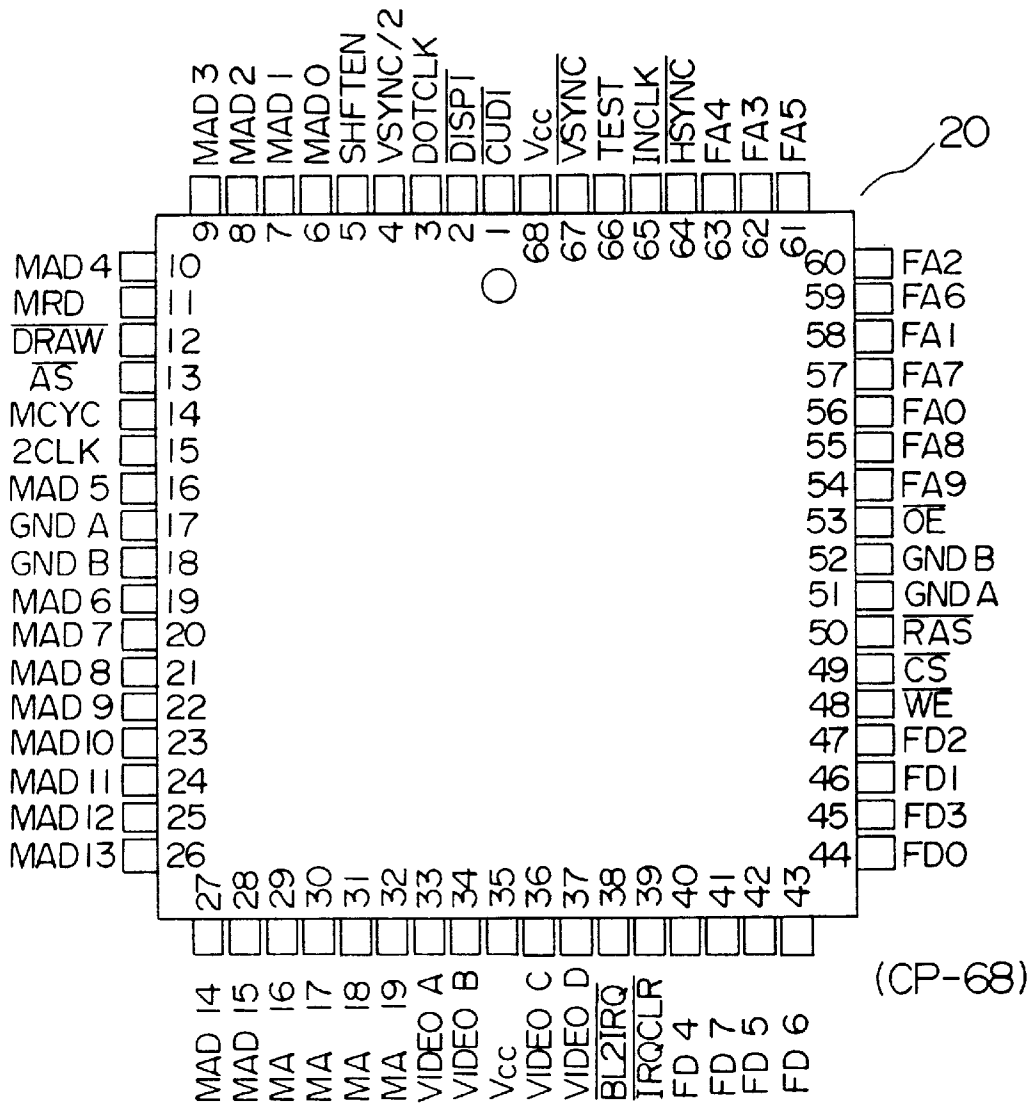 MAD 3
MAD 2
MAD 1
MAD 0
SHFTEN
VSYNC/2
DOTCLK
DISP1
CUD1
Vcc
VSYNC
TEST
INCLK
HSYNC
FA4
FA3
FA5
20
9 8 7 6 5 4 3 2 1 68 67 66 65 64 63 62 61
MAD 4 10
MRD 11
DRAW 12
AS 13
MCYC 14
2CLK 15
MAD 5 16
GND A 17
GND B 18
MAD 6 19
MAD 7 20
MAD 8 21
MAD 9 22
MAD 10 23
MAD 11 24
MAD 12 25
MAD 13 26
60 FA2
59 FA6
58 FA1
57 FA7
56 FA0
55 FA8
54 FA9
53 OE
52 GND B
51 GND A
50 RAS
49 CS
48 WE
47 FD2
46 FD1
45 FD3
44 FD0
27 28 29 30 31 32 33 34 35 36 37 38 39 40 41 42 43
MAD 14
MAD 15
MA 16
MA 17
MA 18
MA 19
VIDEO A
VIDEO B
Vcc
VIDEO C
VIDEO D
BL2IRQ
IRQCLR
FD 4
FD 7
FD 5
FD 6
(CP-68)